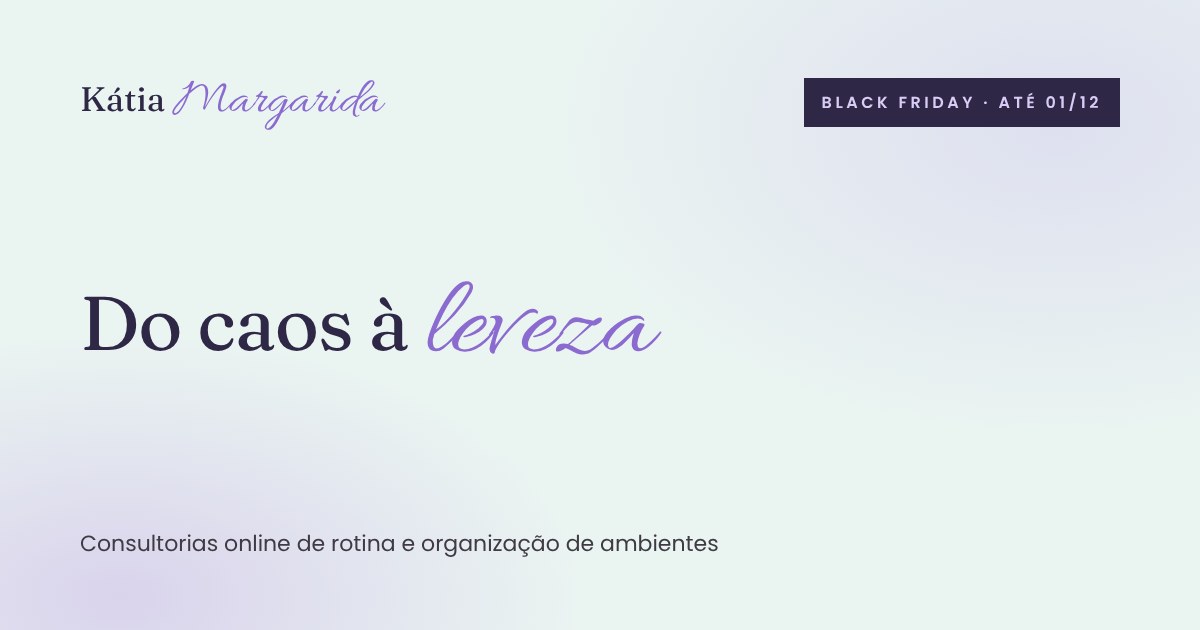 Kátia Margarida
BLACK FRIDAY · ATÉ 01/12
Do caos à leveza
Consultorias online de rotina e organização de ambientes